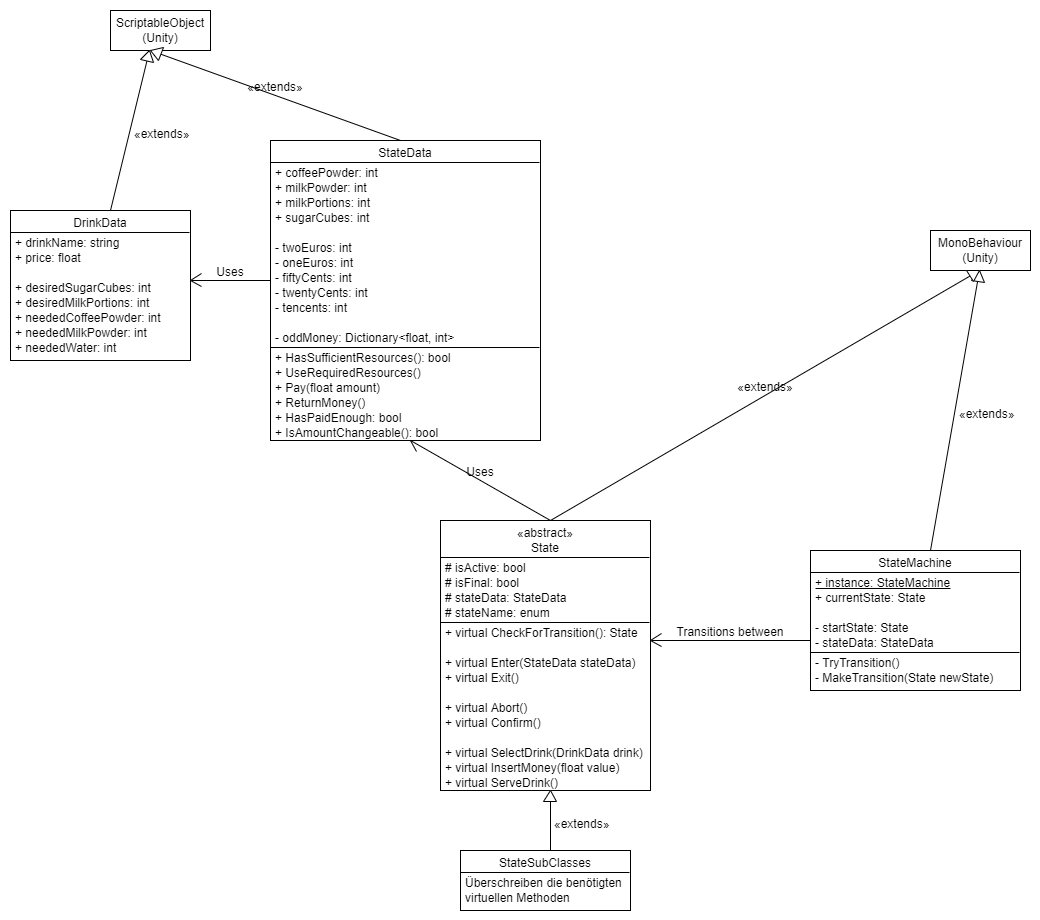 ScriptableObject
(Unity)
«extends»
«extends»
StateData
+ coffeePowder: int
+ milkPowder: int
+ milkPortions: int
+ sugarCubes: int
- twoEuros: int
- oneEuros: int
- fiftyCents: int
- twentyCents: int
- tencents: int
- oddMoney: Dictionary<float, int>
+ HasSufficientResources(): bool
+ UseRequiredResources()
+ Pay(float amount)
+ ReturnMoney()
+ HasPaidEnough: bool
+ IsAmountChangeable(): bool
DrinkData
+ drinkName: string
+ price: float
+ desiredSugarCubes: int
+ desiredMilkPortions: int
+ neededCoffeePowder: int
+ neededMilkPowder: int
+ neededWater: int
Uses
MonoBehaviour
(Unity)
«extends»
«extends»
Uses
«abstract»
State
# isActive: bool
# isFinal: bool
# stateData: StateData
# stateName: enum
+ virtual CheckForTransition(): State
+ virtual Enter(StateData stateData)
+ virtual Exit()
+ virtual Abort()
+ virtual Confirm()
+ virtual SelectDrink(DrinkData drink)
+ virtual InsertMoney(float value)
+ virtual ServeDrink()
Transitions between
StateMachine
+ instance: StateMachine
+ currentState: State
- startState: State
- stateData: StateData
- TryTransition()
- MakeTransition(State newState)
«extends»
StateSubClasses
Überschreiben die benötigten
virtuellen Methoden